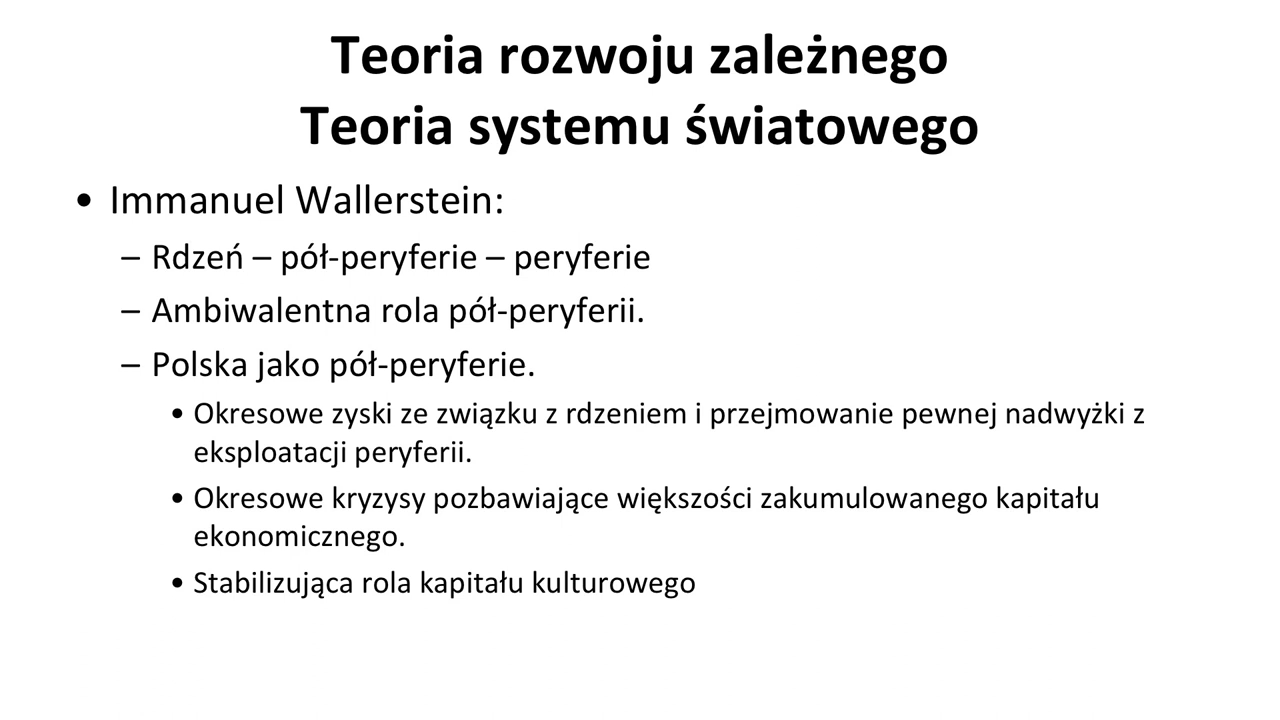 Teoria rozwoju zależnego
Teoria systemu światowego
• Immanuel Wallerstein:
– Rdzeń – pół-peryferie – peryferie
– Ambiwalentna rola pół-peryferii.
– Polska jako pół-peryferie.
• Okresowe zyski ze związku z rdzeniem i przejmowanie pewnej nadwyżki z
eksploatacji peryferii.
• Okresowe kryzysy pozbawiające większości zakumulowanego kapitału
ekonomicznego.
• Stabilizująca rola kapitału kulturowego